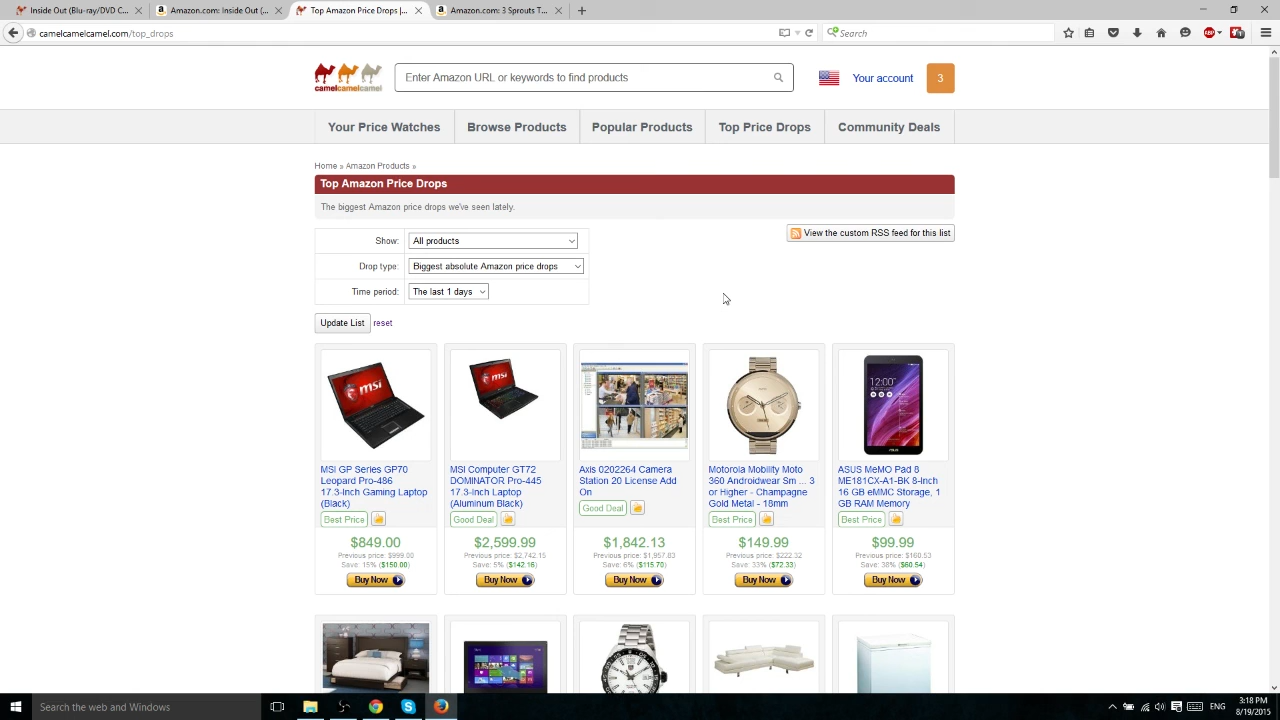 Inside Out (Blu-ray/DVD C...
Amazon.com: Inside Out (...
Top Amazon Price Drops |...
Amazon.com: 3 Sprouts T...
camelcamelcamel.com/top_drops
Search
camelcamelcamel
Enter Amazon URL or keywords to find products
Your account
3
Your Price Watches
Browse Products
Popular Products
Top Price Drops
Community Deals
Home » Amazon Products »
Top Amazon Price Drops
The biggest Amazon price drops we've seen lately.
View the custom RSS feed for this list
Show: All products
Drop type: Biggest absolute Amazon price drops
Time period: The last 1 days
Update List reset
MSI GP Series GP70
Leopard Pro-486
17.3-Inch Gaming Laptop
(Black)
Best Price
$849.00
Previous price: $999.00
Save: 15% ($150.00)
Buy Now
MSI Computer GT72
DOMINATOR Pro-445
17.3-Inch Laptop
(Aluminum Black)
Good Deal
$2,599.99
Previous price: $2,742.15
Save: 5% ($142.16)
Buy Now
Axis 0202264 Camera
Station 20 License Add
On
Good Deal
$1,842.13
Previous price: $1,957.83
Save: 6% ($115.70)
Buy Now
Motorola Mobility Moto
360 Androidwear Sm ... 3
or Higher - Champagne
Gold Metal - 18mm
Best Price
$149.99
Previous price: $222.32
Save: 33% ($72.33)
Buy Now
12:00
ASUS MeMO Pad 8
ME181CX-A1-BK 8-Inch
16 GB eMMC Storage, 1
GB RAM Memory
Best Price
$99.99
Previous price: $160.53
Save: 38% ($60.54)
Buy Now
Search the web and Windows
ENG
3:18 PM
8/19/2015